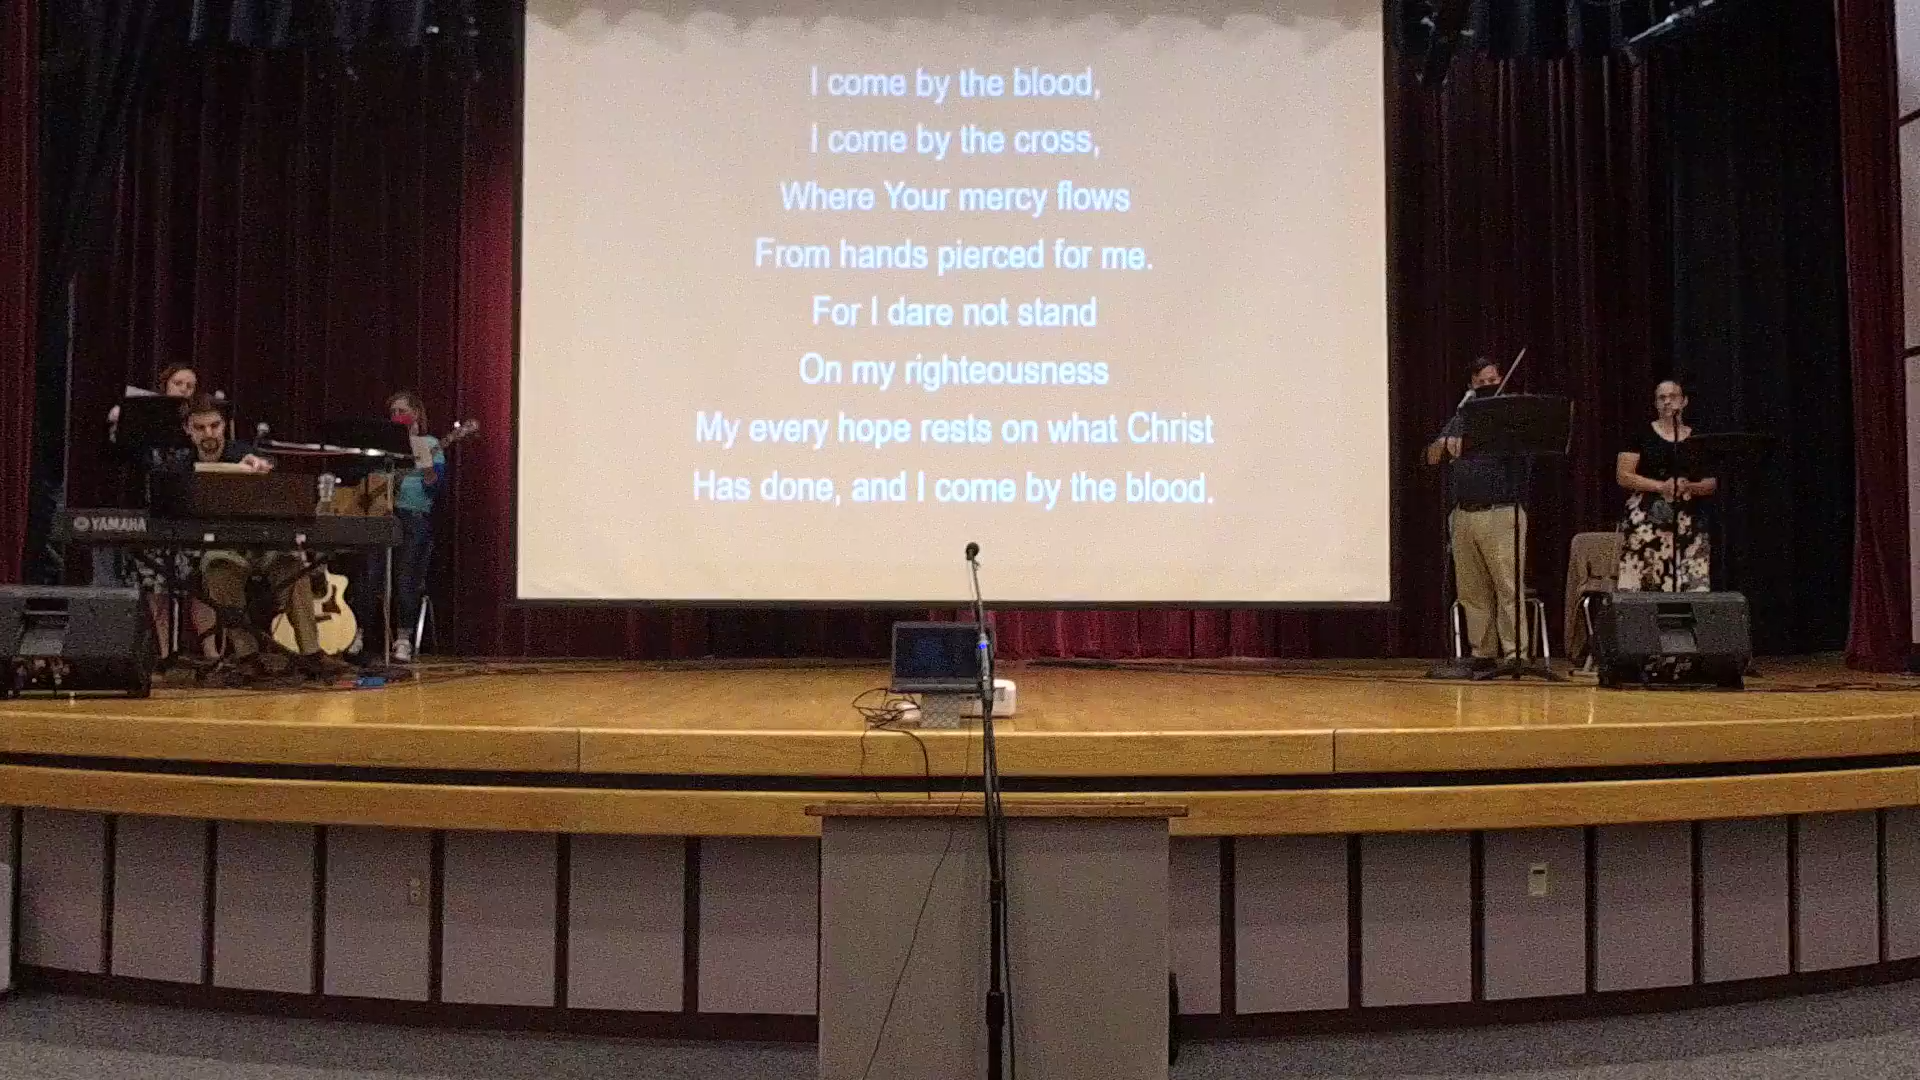 I come by the blood,
I come by the cross,
Where Your mercy flows
From hands pierced for me.
For I dare not stand
On my righteousness
My every hope rests on what Christ
Has done, and I come by the blood.
YAMAHA